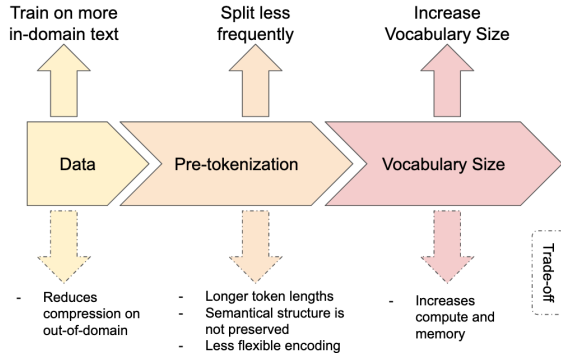 Train on more
in-domain text
Split less
frequently
Increase
Vocabulary Size
Data
Pre-tokenization
Vocabulary Size
- Reduces
compression on
out-of-domain
- Longer token lengths
- Semantical structure is
not preserved
- Less flexible encoding
- Increases
compute and
memory
Trade-off